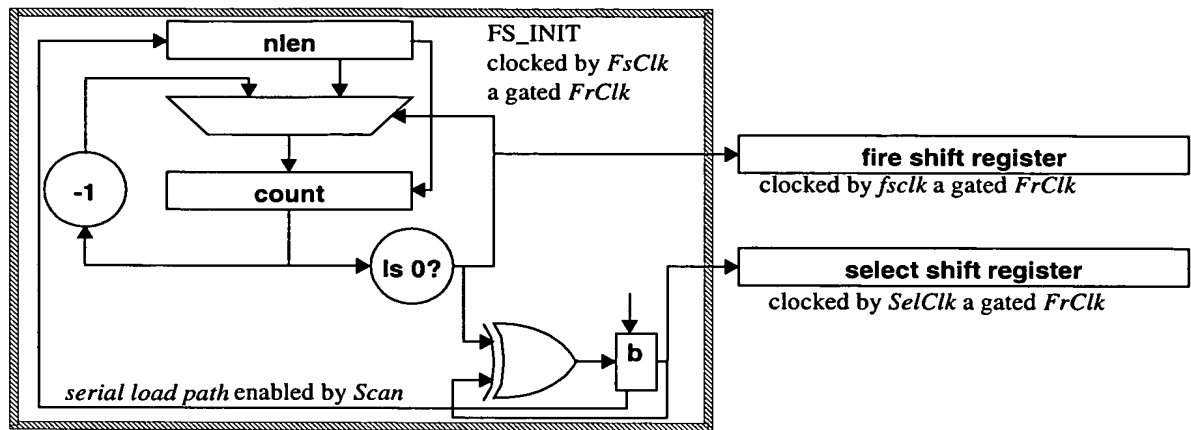 nlen
FS_INIT
clocked by FsClk
a gated FrClk
-1
count
Is 0?
fire shift register
clocked by fsclk a gated FrClk
select shift register
clocked by SelClk a gated FrClk
b
serial load path enabled by Scan